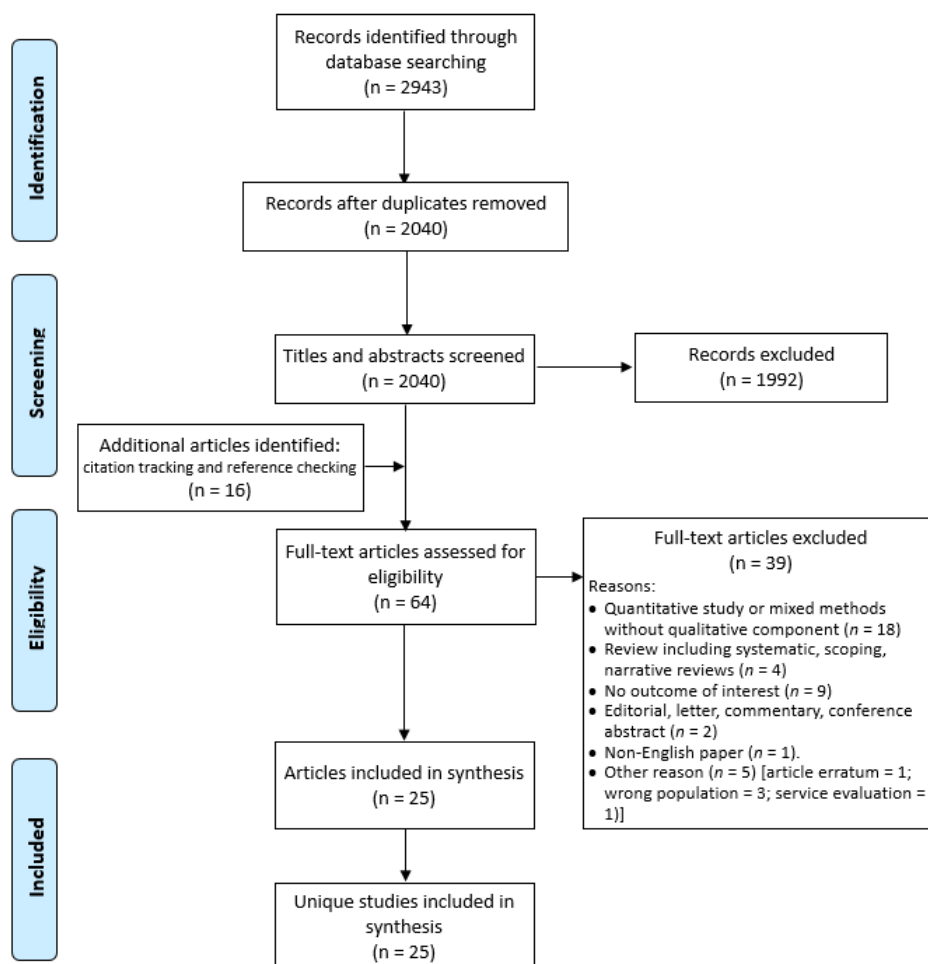 Identification
Records identified through
database searching
(n = 2943)
Records after duplicates removed
(n = 2040)
Screening
Titles and abstracts screened
(n = 2040)
Records excluded
(n = 1992)
Additional articles identified:
citation tracking and reference checking
(n = 16)
Eligibility
Full-text articles assessed for
eligibility
(n = 64)
Full-text articles excluded
(n = 39)
Reasons:
• Quantitative study or mixed methods
without qualitative component (n = 18)
• Review including systematic, scoping,
narrative reviews (n = 4)
• No outcome of interest (n = 9)
• Editorial, letter, commentary, conference
abstract (n = 2)
• Non-English paper (n = 1).
• Other reason (n = 5) [article erratum = 1;
wrong population = 3; service evaluation =
1)]
Included
Articles included in synthesis
(n = 25)
Unique studies included in
synthesis
(n = 25)